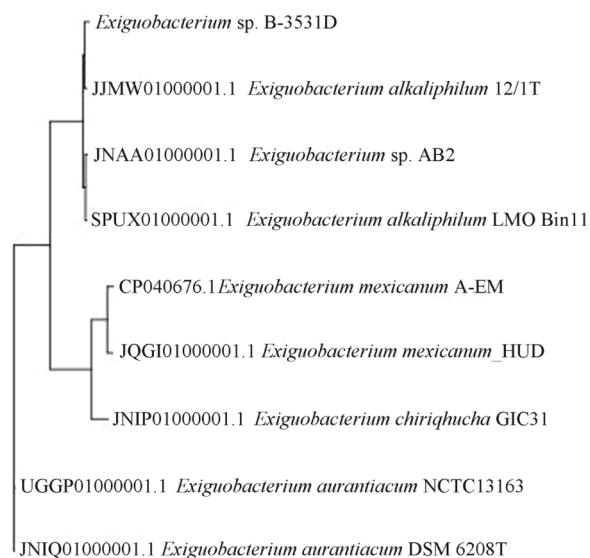 Exiguobacterium sp. B-3531D
JJMW01000001.1 Exiguobacterium alkaliphilum 12/1T
JNAA01000001.1 Exiguobacterium sp. AB2
SPUX01000001.1 Exiguobacterium alkaliphilum LMO Bin11
CP040676.1Exiguobacterium mexicanum A-EM
JQGI01000001.1 Exiguobacterium mexicanum_HUD
JNIP01000001.1 Exiguobacterium chiriqhucha GIC31
UGGP01000001.1 Exiguobacterium aurantiacum NCTC13163
JNIQ01000001.1 Exiguobacterium aurantiacum DSM 6208T